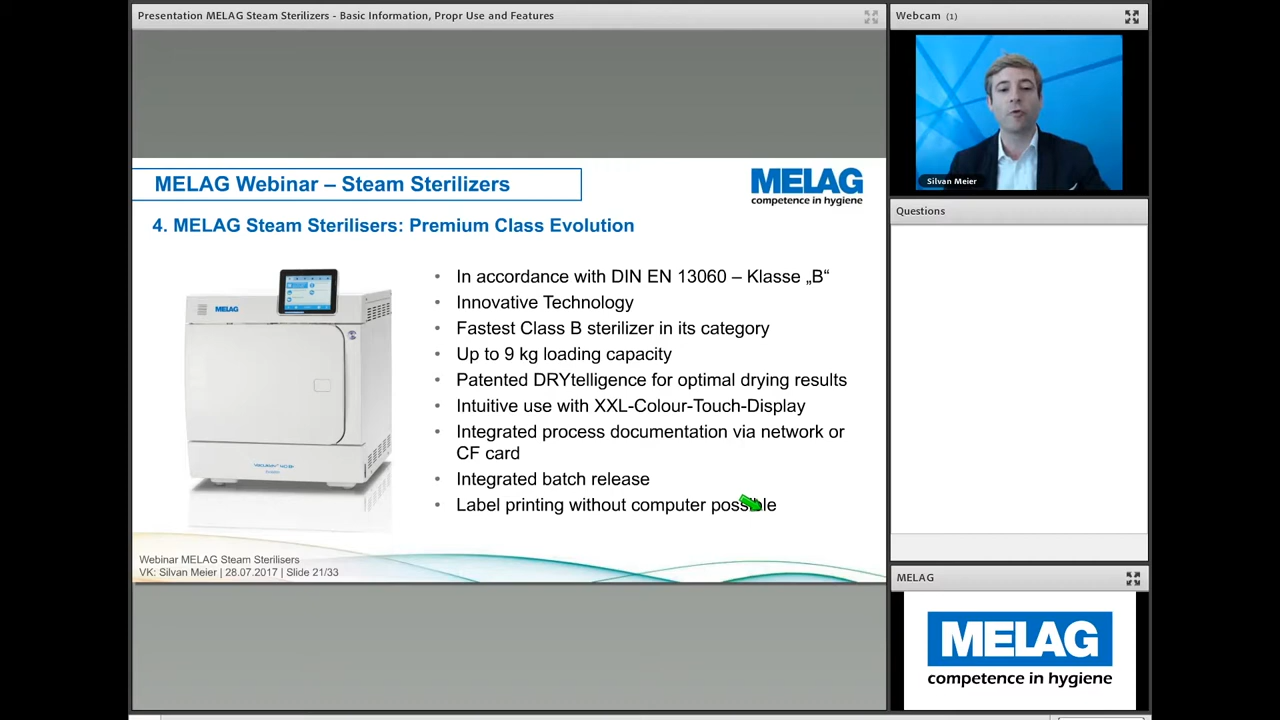 Presentation MELAG Steam Sterilizers - Basic Information, Propr Use and Features
Webcam (1)
Silvan Meier
Questions
MELAG Webinar – Steam Sterilizers
MELAG
competence in hygiene
4. MELAG Steam Sterilisers: Premium Class Evolution
MELAG
• In accordance with DIN EN 13060 – Klasse „B“
• Innovative Technology
• Fastest Class B sterilizer in its category
• Up to 9 kg loading capacity
• Patented DRYtelligence for optimal drying results
• Intuitive use with XXL-Colour-Touch-Display
• Integrated process documentation via network or
CF card
• Integrated batch release
• Label printing without computer possible
Webinar MELAG Steam Sterilisers
VK: Silvan Meier | 28.07.2017 | Slide 21/33
MELAG
MELAG
competence in hygiene